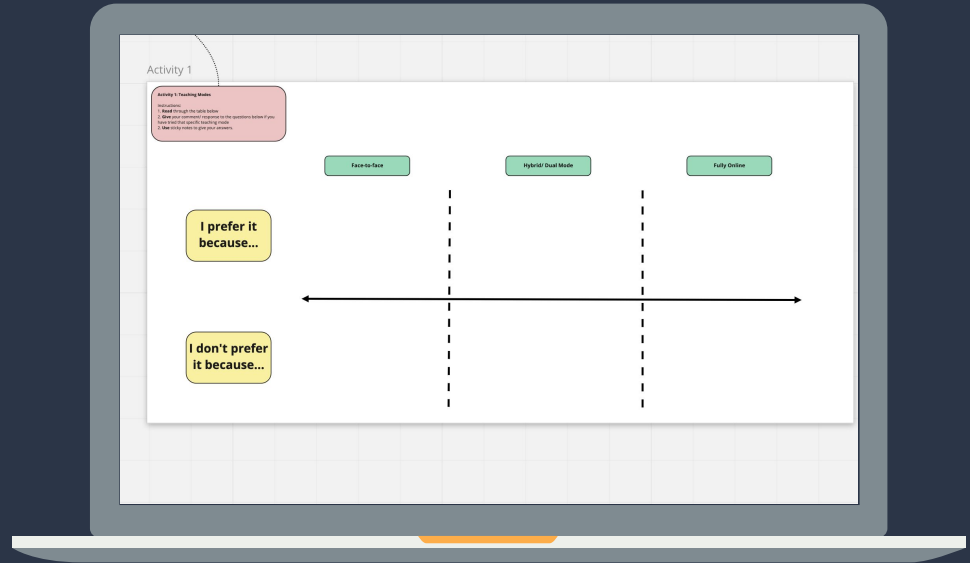 Activity 1
Activity 1: Teaching Modes
Instructions:
1. Read through the table below
2. Give your comment/ response to the questions below if you
have tried that specific teaching mode
2. Use sticky notes to give your answers.
Face-to-face
Hybrid/ Dual Mode
Fully Online
I prefer it
because...
I don't prefer
it because...